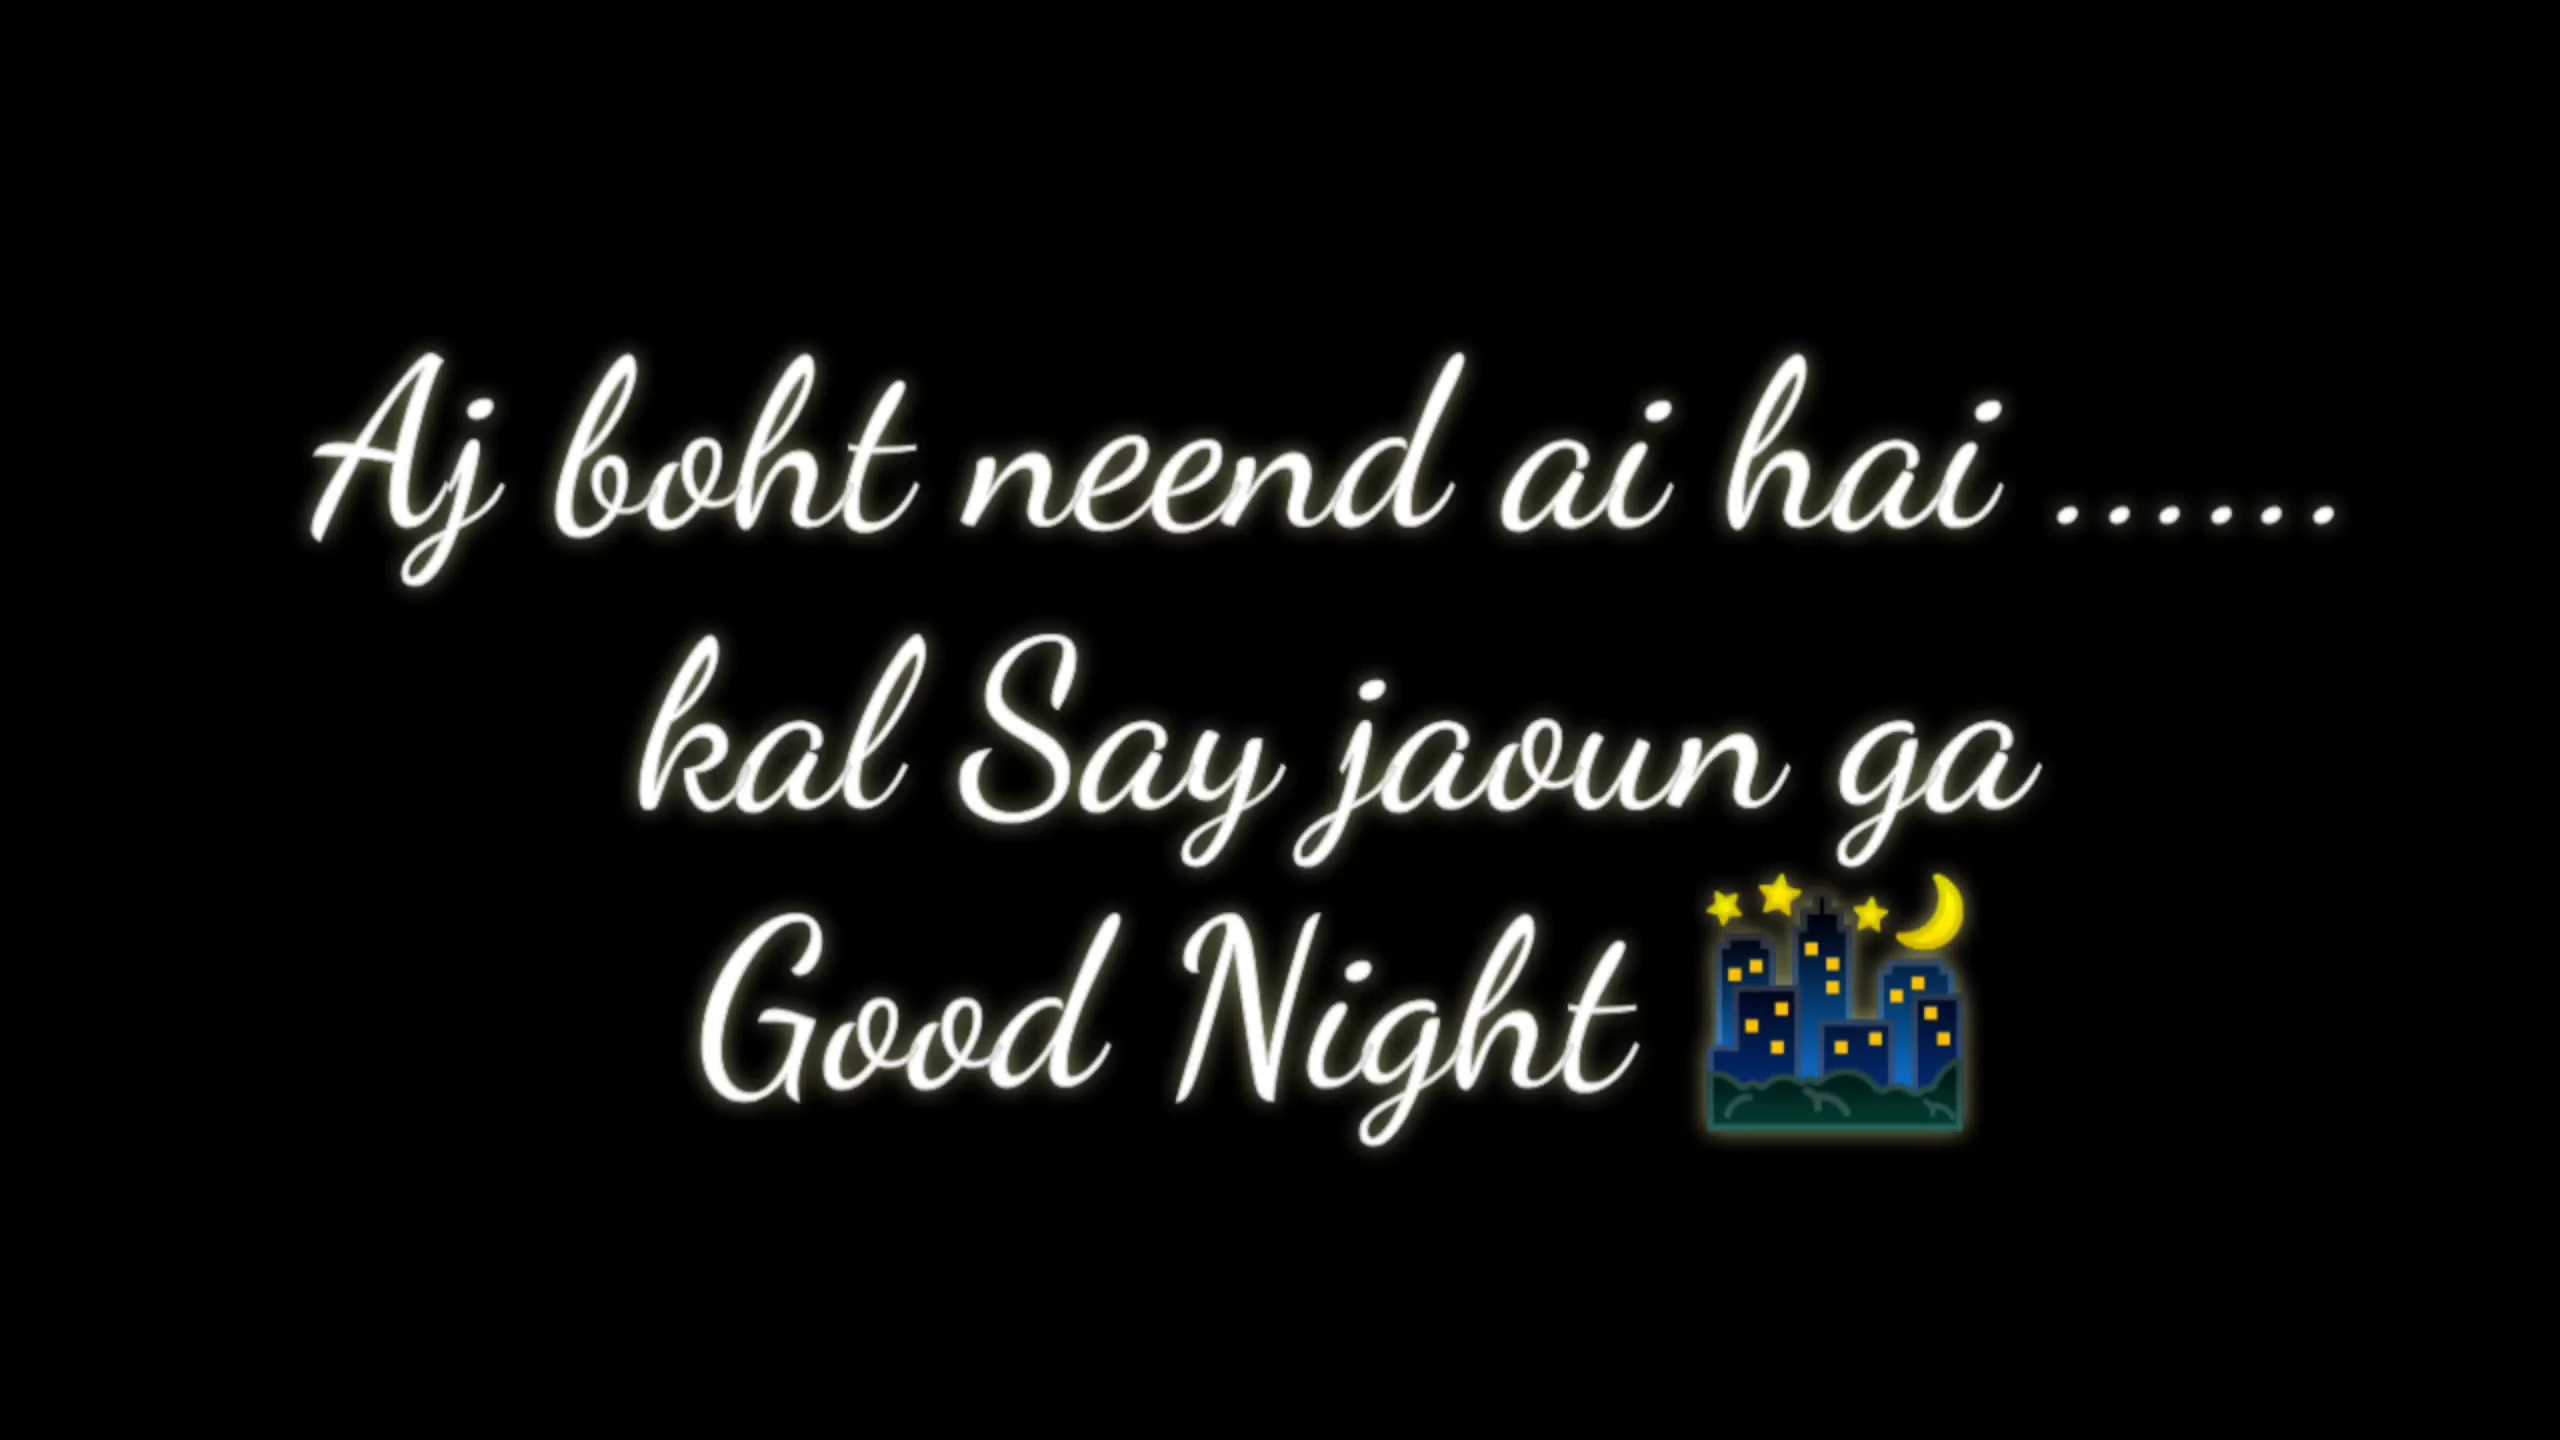 Aj boht neend ai hai ......
kal Say jaoun ga
Good Night 🌃